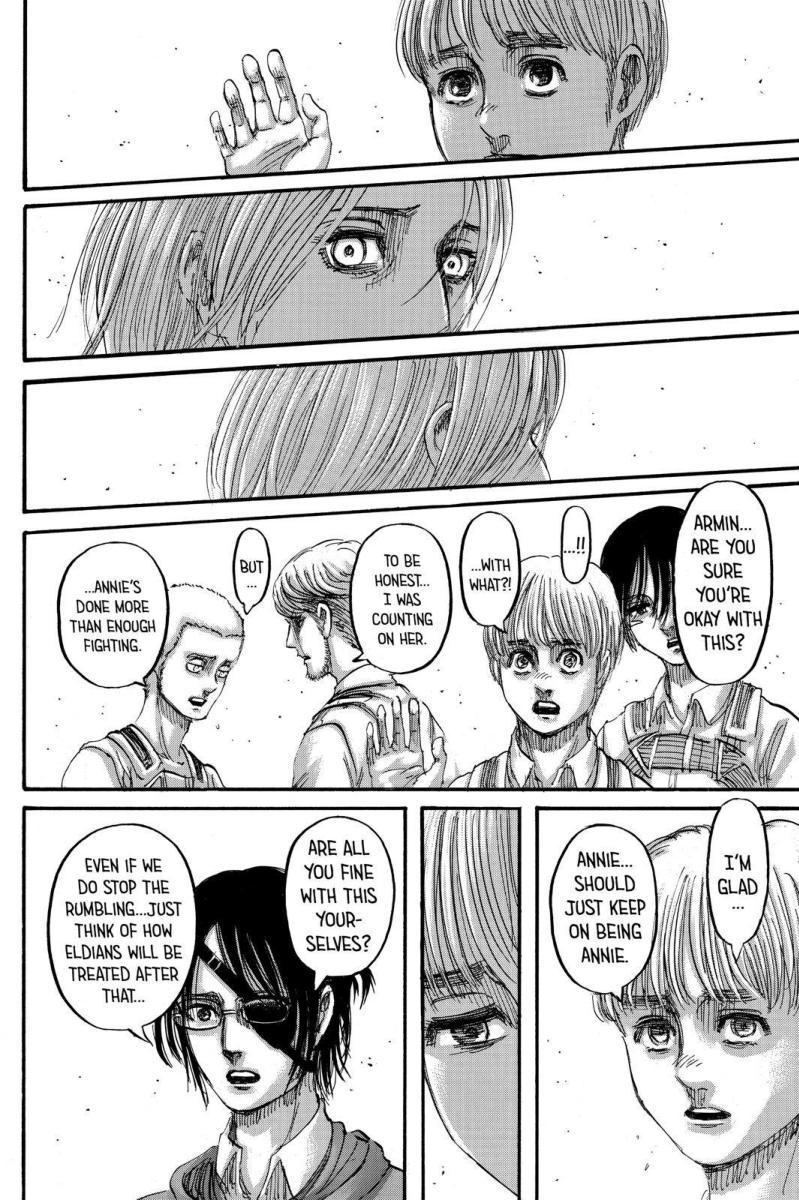 ARMIN...
ARE YOU
SURE
YOU'RE
OKAY WITH
THIS?
...!!
...WITH
WHAT?!
TO BE
HONEST...
I WAS
COUNTING
ON HER.
BUT
...
...ANNIE'S
DONE MORE
THAN ENOUGH
FIGHTING.
I'M
GLAD
...
ANNIE...
SHOULD
JUST KEEP
ON BEING
ANNIE.
ARE ALL
YOU FINE
WITH THIS
YOUR-
SELVES?
EVEN IF WE
DO STOP THE
RUMBLING...JUST
THINK OF HOW
ELDIANS WILL BE
TREATED AFTER
THAT...